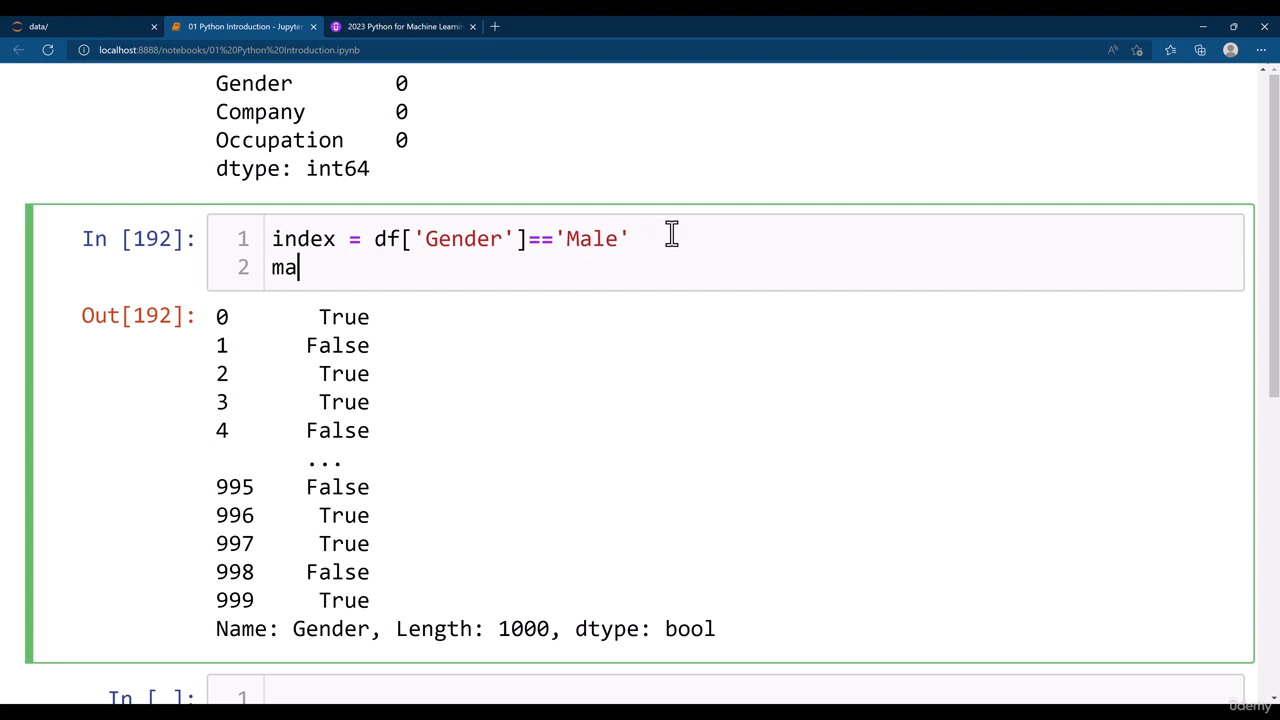 data/
01 Python Introduction - Jupyter
2023 Python for Machine Learnin
localhost:8888/notebooks/01%20Python%20Introduction.ipynb
Gender 0
Company 0
Occupation 0
dtype: int64
In [192]: 1 index = df['Gender']=='Male'
2 ma
Out[192]: 0 True
1 False
2 True
3 True
4 False
...
995 False
996 True
997 True
998 False
999 True
Name: Gender, Length: 1000, dtype: bool
In [ ]: 1
ûdemy